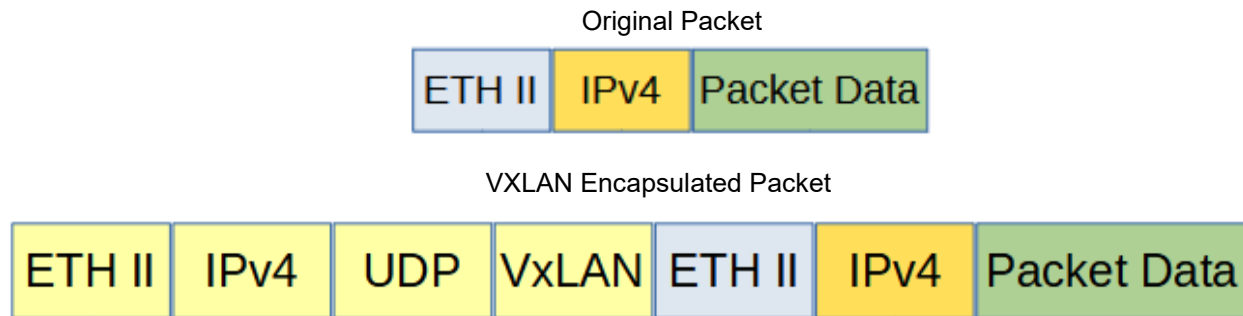 Original Packet
ETH II IPv4 Packet Data
VXLAN Encapsulated Packet
ETH II IPv4 UDP VxLAN ETH II IPv4 Packet Data